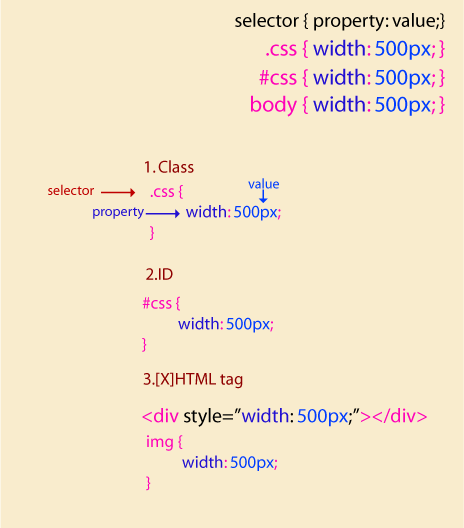 selector { property: value;}
.css { width: 500px; }
#css { width: 500px; }
body { width: 500px; }
1. Class
selector .css {
value
property width: 500px;
}
2.ID
#css {
width: 500px;
}
3.[X]HTML tag
<div style=”width: 500px;”></div>
img {
width: 500px;
}